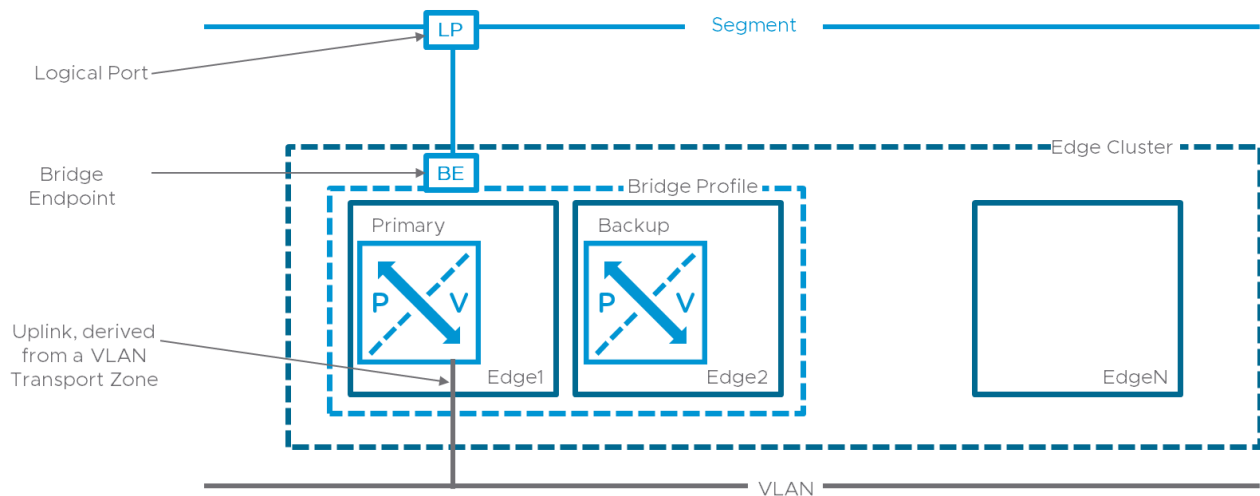 LP
Segment
Logical Port
Edge Cluster
Bridge
Endpoint
BE
Bridge Profile
Primary
Backup
P
V
P
V
Uplink, derived
from a VLAN
Transport Zone
Edge1
Edge2
EdgeN
VLAN